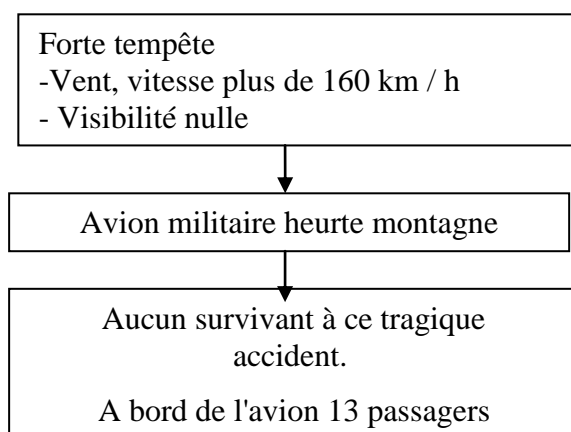 Forte tempête
-Vent, vitesse plus de 160 km / h
- Visibilité nulle
Avion militaire heurte montagne
Aucun survivant à ce tragique
accident.
A bord de l'avion 13 passagers